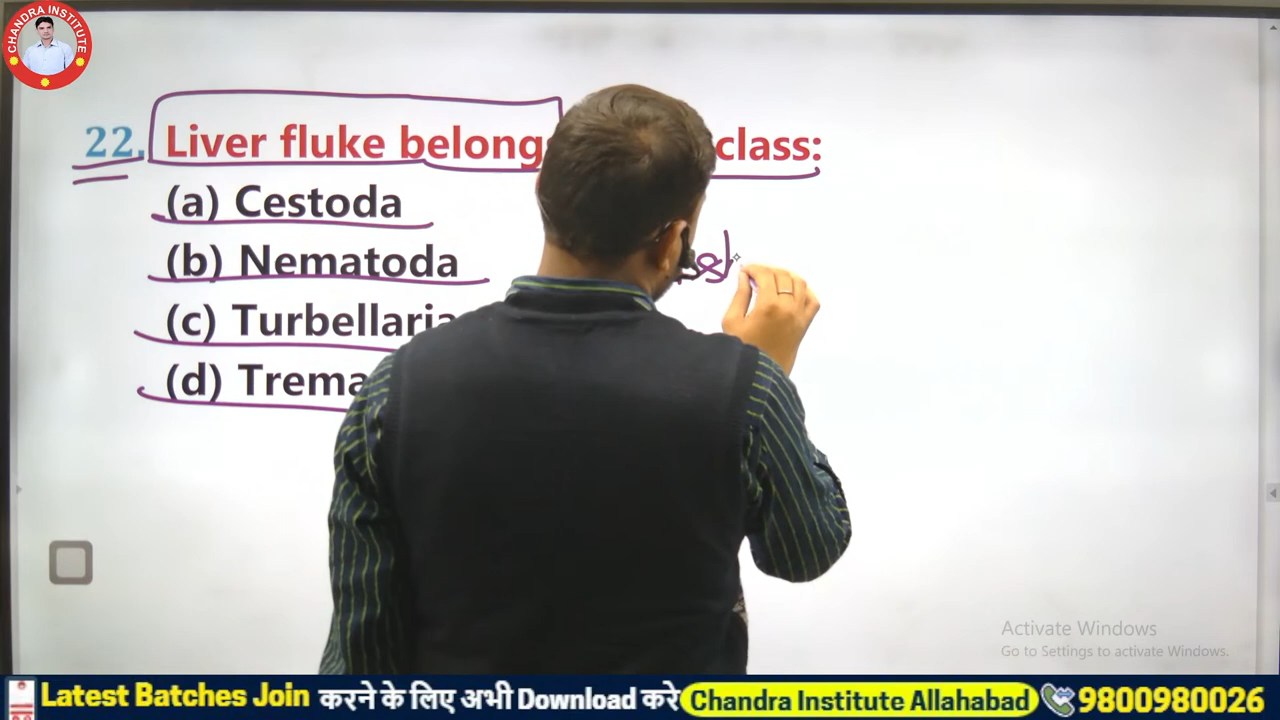 CHANDRA INSTITUTE
22. Liver fluke belong class:
(a) Cestoda
(b) Nematoda
(c) Turbellaria
(d) Trema
Activate Windows
Go to Settings to activate Windows.
Latest Batches Join करने के लिए अभी Download करे Chandra Institute Allahabad 9800980026